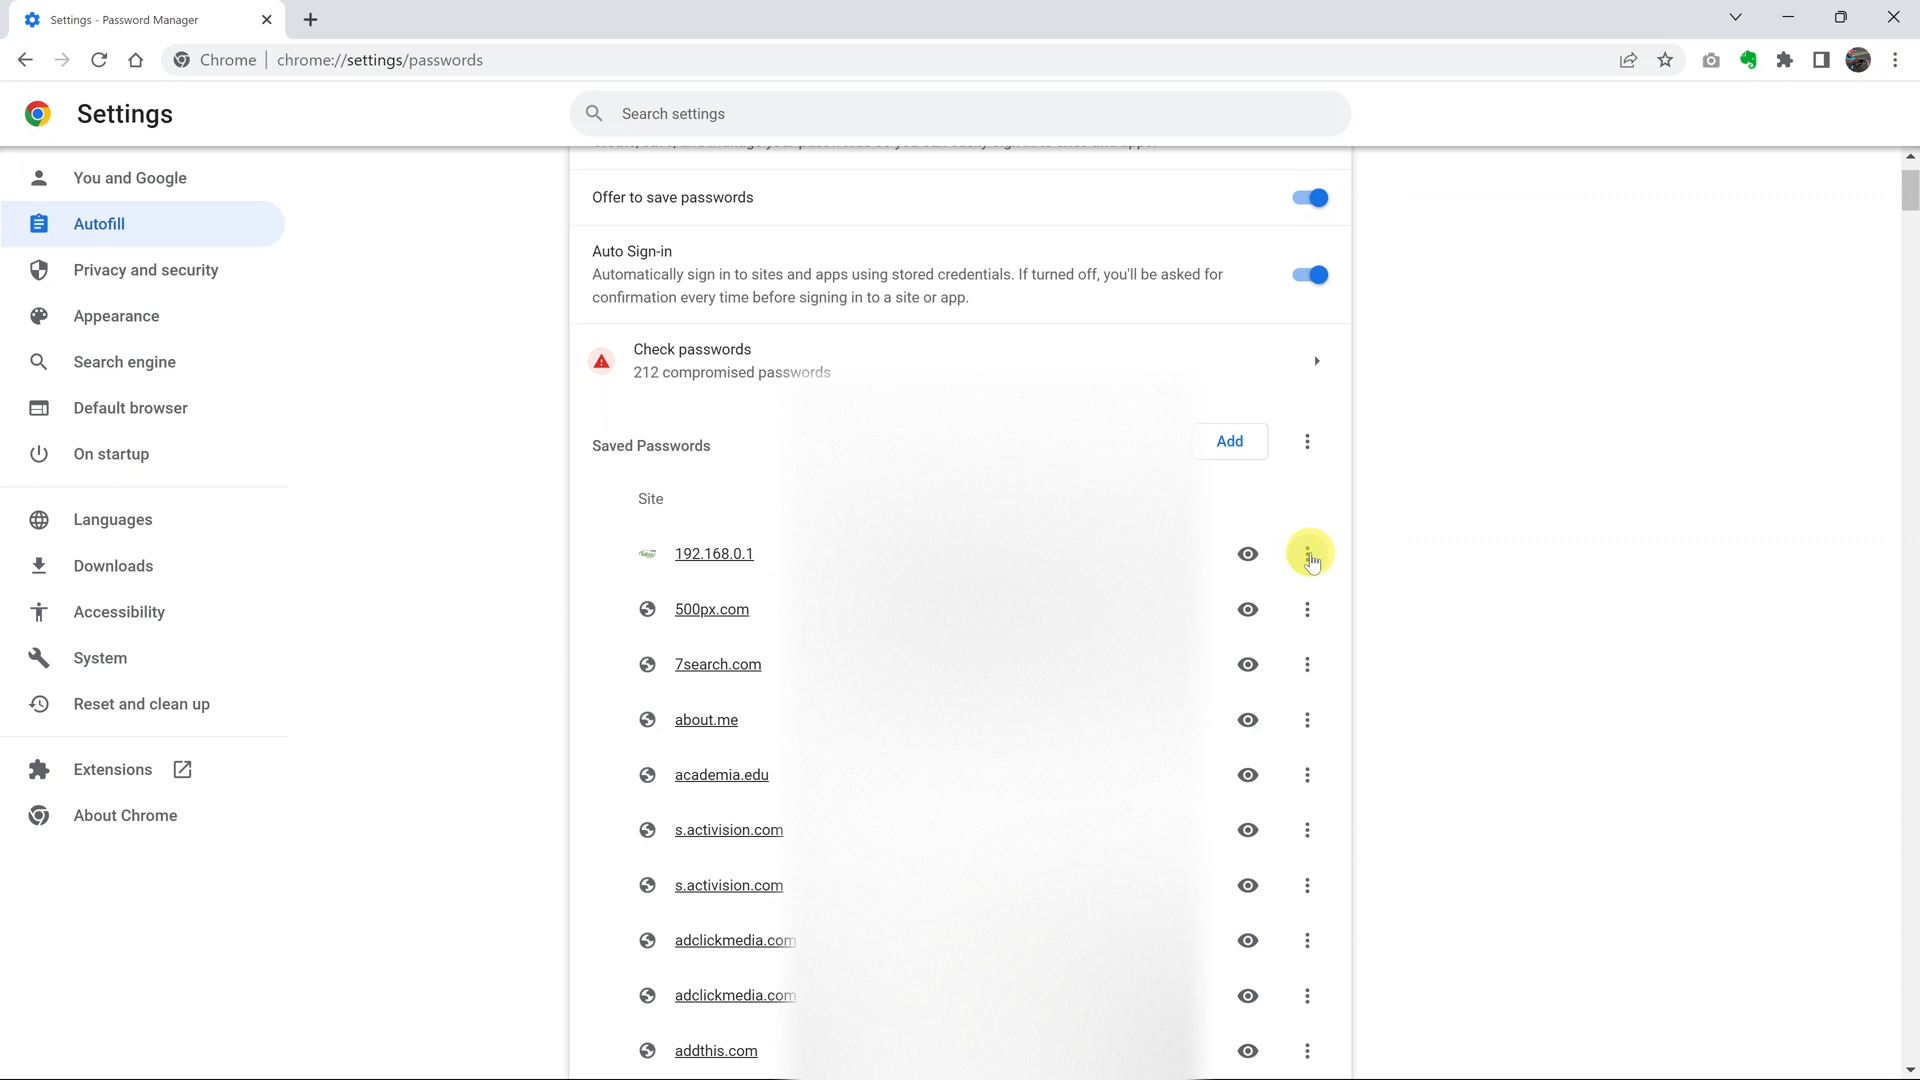 Settings - Password Manager
Chrome | chrome://settings/passwords
Settings
Search settings
You and Google
Autofill
Privacy and security
Appearance
Search engine
Default browser
On startup
Languages
Downloads
Accessibility
System
Reset and clean up
Extensions
About Chrome
Offer to save passwords
Auto Sign-in
Automatically sign in to sites and apps using stored credentials. If turned off, you'll be asked for
confirmation every time before signing in to a site or app.
Check passwords
212 compromised passwords
Saved Passwords
Add
Site
192.168.0.1
500px.com
7search.com
about.me
academia.edu
s.activision.com
s.activision.com
adclickmedia.com
adclickmedia.com
addthis.com